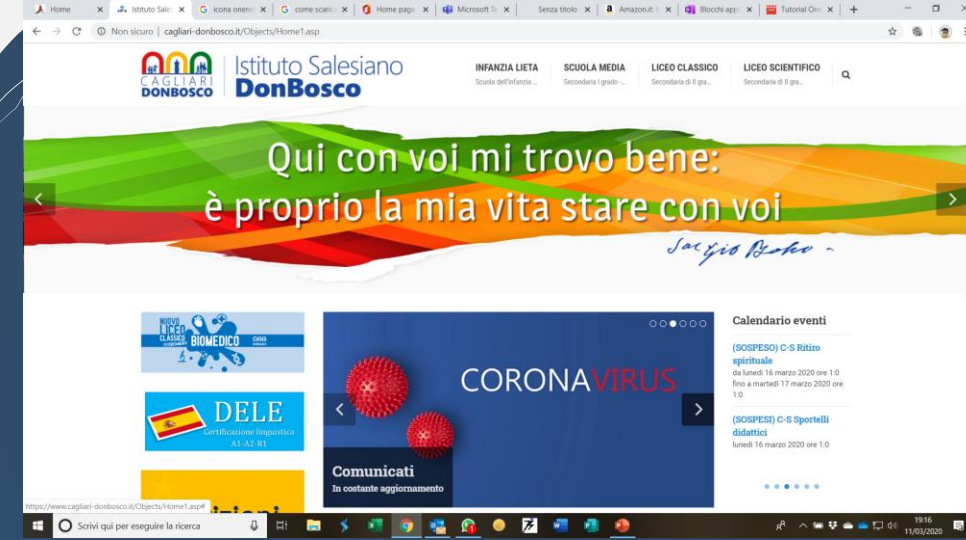 Home
Istituto Sale
icona onen
come scari
Home page
Microsoft T
Senza titolo
Amazon.it:
Blocchi app
Tutorial On
Non sicuro | cagliari-donbosco.it/Objects/Home1.asp
CAGLIARI
DONBOSCO
Istituto Salesiano
DonBosco
INFANZIA LIETA
Scuola dell'Infanzia ...
SCUOLA MEDIA
Secondaria I grado -...
LICEO CLASSICO
Secondaria di II gra...
LICEO SCIENTIFICO
Secondaria di II gra...
Qui con voi mi trovo bene:
è proprio la mia vita stare con voi
NUOVO
LICEO
CLASSICO
BIOMEDICO
DELE
Certificazione linguistica
A1-A2-B1
CORONAVIRUS
Comunicati
In costante aggiornamento
Calendario eventi
(SOSPESO) C-S Ritiro
spirituale
da lunedì 16 marzo 2020 ore 1:0
fino a martedì 17 marzo 2020 ore
1:0
(SOSPESI) C-S Sportelli
didattici
lunedì 16 marzo 2020 ore 1:0
https://www.cagliari-donbosco.it/Objects/Home1.asp#
Scrivi qui per eseguire la ricerca
19:16
11/03/2020